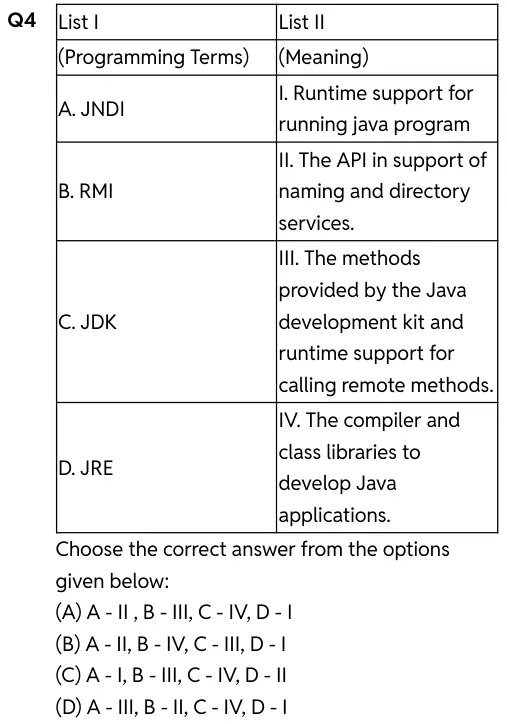 Q4
List I
List II
(Programming Terms)
(Meaning)
A. JNDI
I. Runtime support for
running java program
B. RMI
II. The API in support of
naming and directory
services.
C. JDK
III. The methods
provided by the Java
development kit and
runtime support for
calling remote methods.
D. JRE
IV. The compiler and
class libraries to
develop Java
applications.
Choose the correct answer from the options
given below:
(A) A - II , B - III, C - IV, D - I
(B) A - II, B - IV, C - III, D - I
(C) A - I, B - III, C - IV, D - II
(D) A - III, B - II, C - IV, D - I